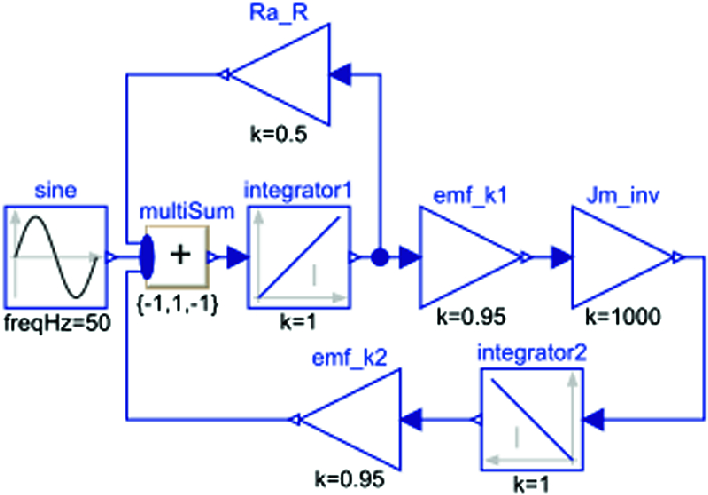 Ra_R
k=0.5
sine
freqHz=50
multiSum
+
{-1,1,-1}
integrator1
I
k=1
emf_k1
k=0.95
Jm_inv
k=1000
emf_k2
k=0.95
integrator2
I
k=1